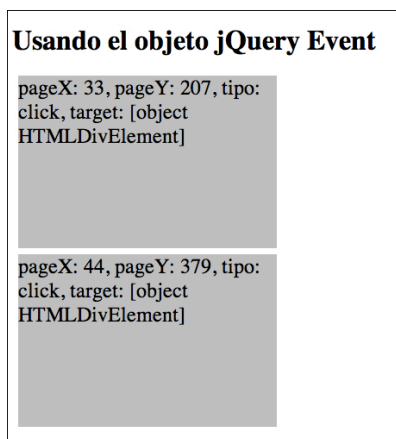 Usando el objeto jQuery Event
pageX: 33, pageY: 207, tipo:
click, target: [object
HTMLDivElement]
pageX: 44, pageY: 379, tipo:
click, target: [object
HTMLDivElement]